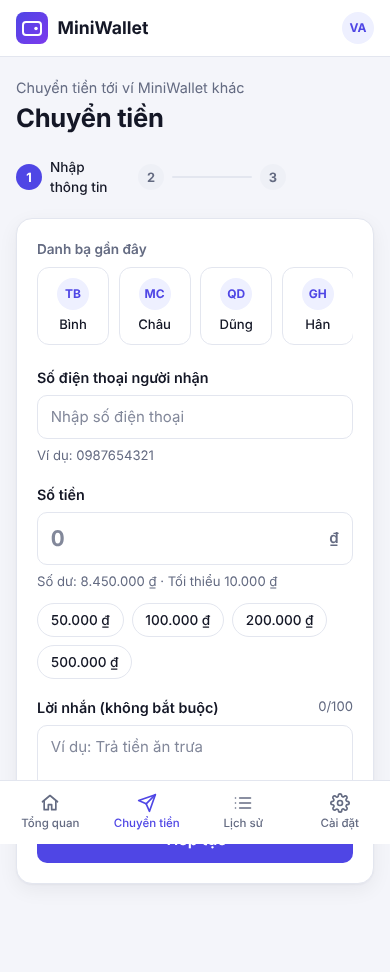 MiniWallet
VA
Chuyển tiền tới ví MiniWallet khác
Chuyển tiền
1
Nhập
thông tin
2
3
Danh bạ gần đây
TB
MC
QD
GH
Bình
Châu
Dũng
Hân
Số điện thoại người nhận
Nhập số điện thoại
Ví dụ: 0987654321
Số tiền
0
₫
Số dư: 8.450.000 ₫ · Tối thiểu 10.000 ₫
50.000 ₫
100.000 ₫
200.000 ₫
500.000 ₫
Lời nhắn (không bắt buộc)
0/100
Ví dụ: Trả tiền ăn trưa
Tổng quan
Chuyển tiền
Lịch sử
Cài đặt